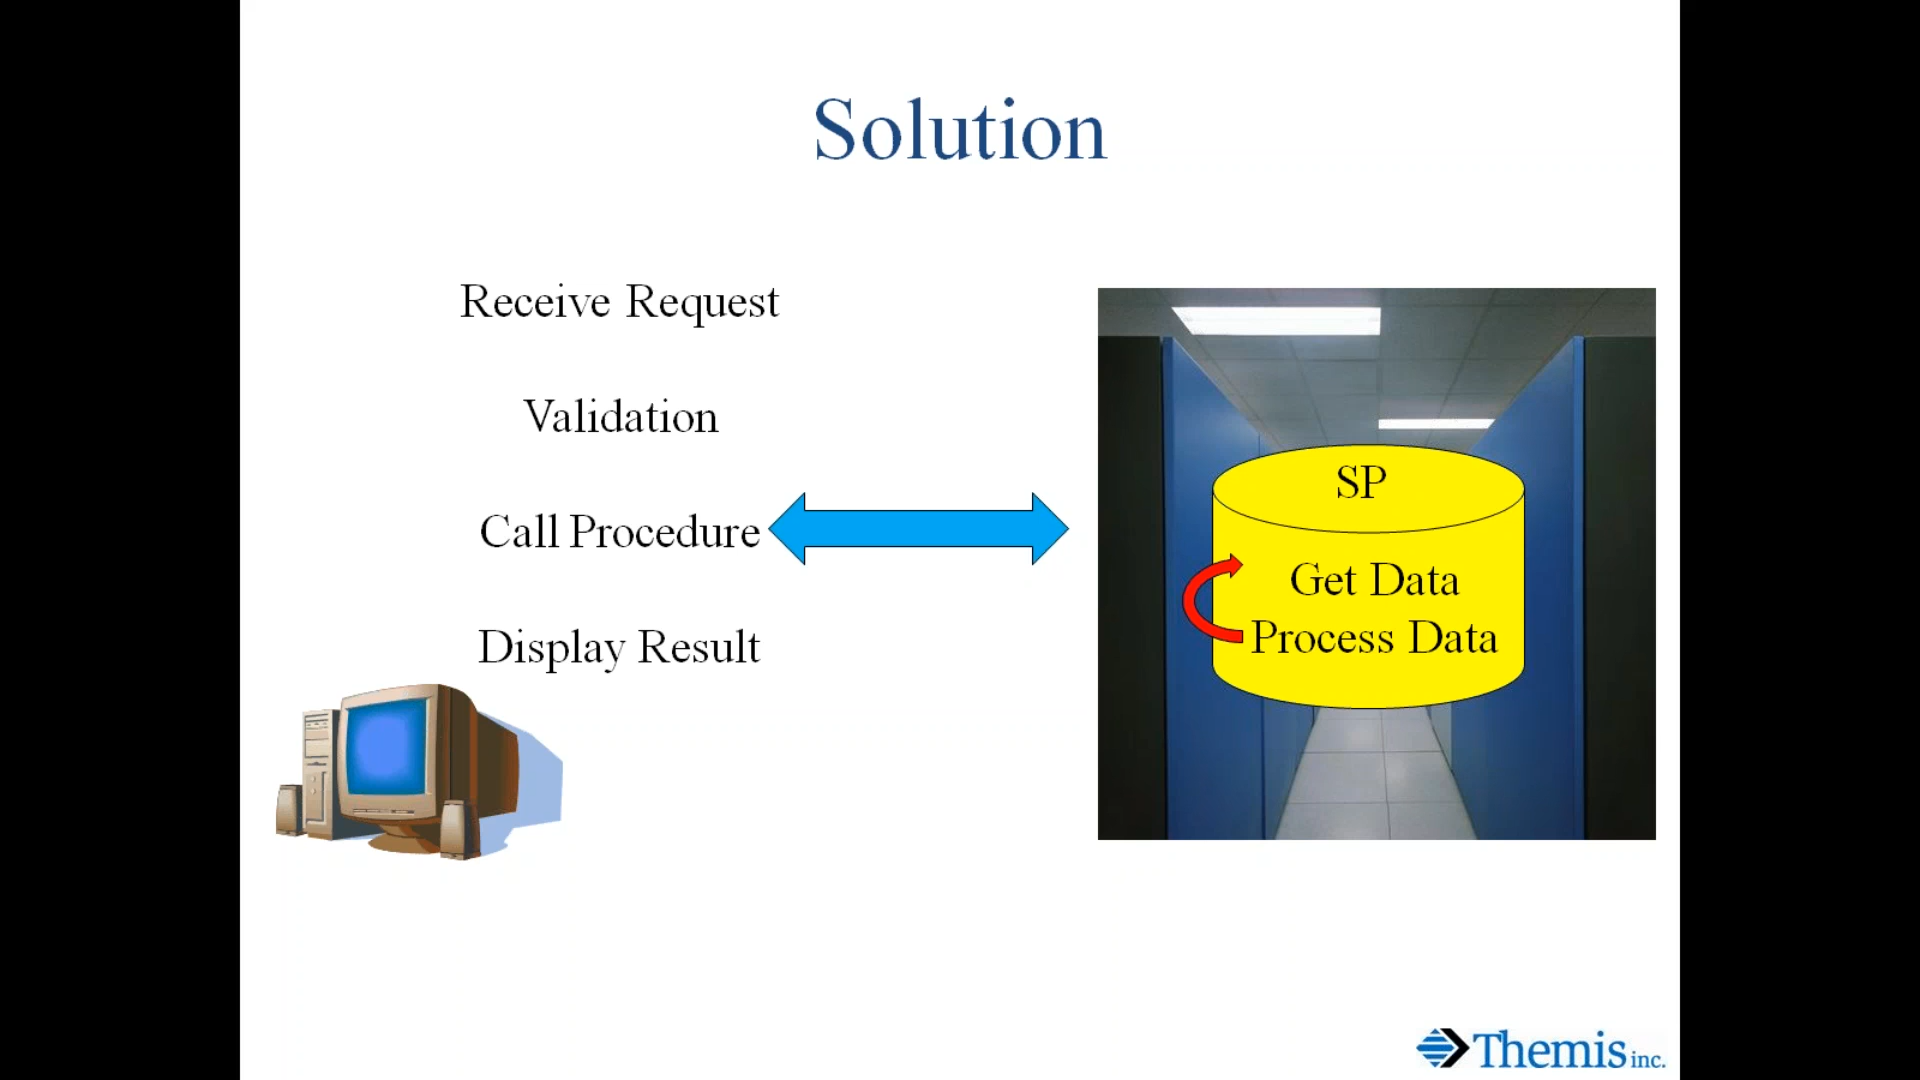 Solution
Receive Request
Validation
Call Procedure
Display Result
SP
Get Data
Process Data
Themis inc.